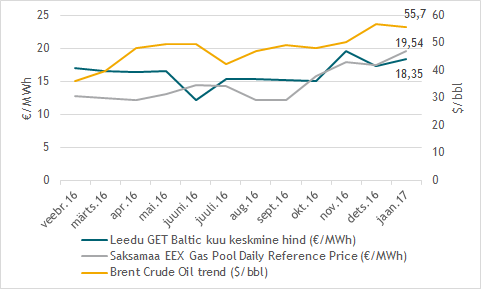 €/MWh
25
20
15
10
5
0
$/bbl
60
50
40
30
20
10
0
55,7
19,54
18,35
veebr.16
märts.16
apr.16
mai.16
juuni.16
juuli.16
aug.16
sept.16
okt.16
nov.16
dets.16
jaan.17
Leedu GET Baltic kuu keskmine hind (€/MWh)
Saksamaa EEX Gas Pool Daily Reference Price (€/MWh)
Brent Crude Oil trend ($/bbl)